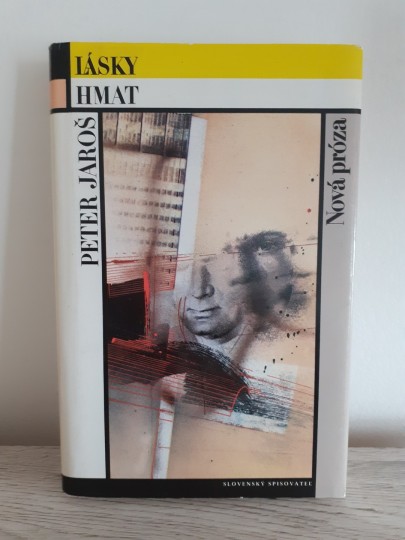 LÁSKY
HMAT
PETER JAROŠ
Nová próza
SLOVENSKÝ SPISOVATEĽ